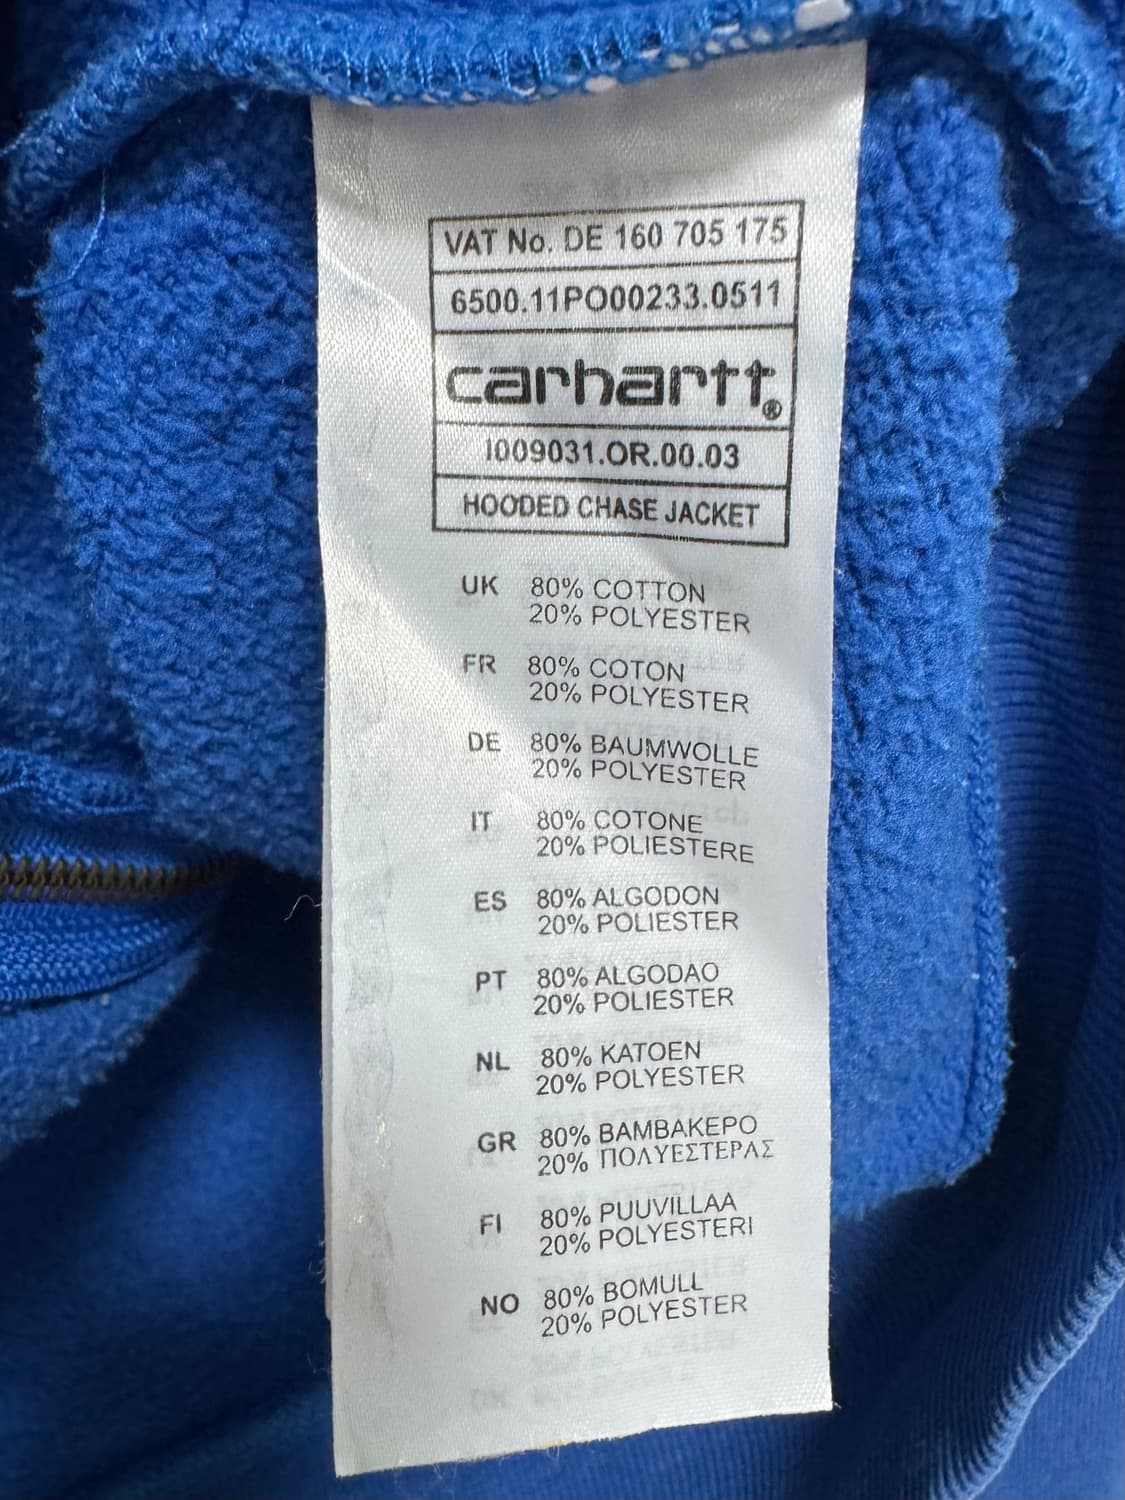 VAT No. DE 160 705 175
6500.11PO00233.0511
carhartt®
I009031.OR.00.03
HOODED CHASE JACKET
UK 80% COTTON
20% POLYESTER
FR 80% COTON
20% POLYESTER
DE 80% BAUMWOLLE
20% POLYESTER
IT 80% COTONE
20% POLIESTERE
ES 80% ALGODON
20% POLIESTER
PT 80% ALGODAO
20% POLIESTER
NL 80% KATOEN
20% POLYESTER
GR 80% ΒΑΜΒΑΚΕΡΟ
20% ΠΟΛΥΕΣΤΕΡΑΣ
FI 80% PUUVILLAA
20% POLYESTERI
NO 80% BOMULL
20% POLYESTER